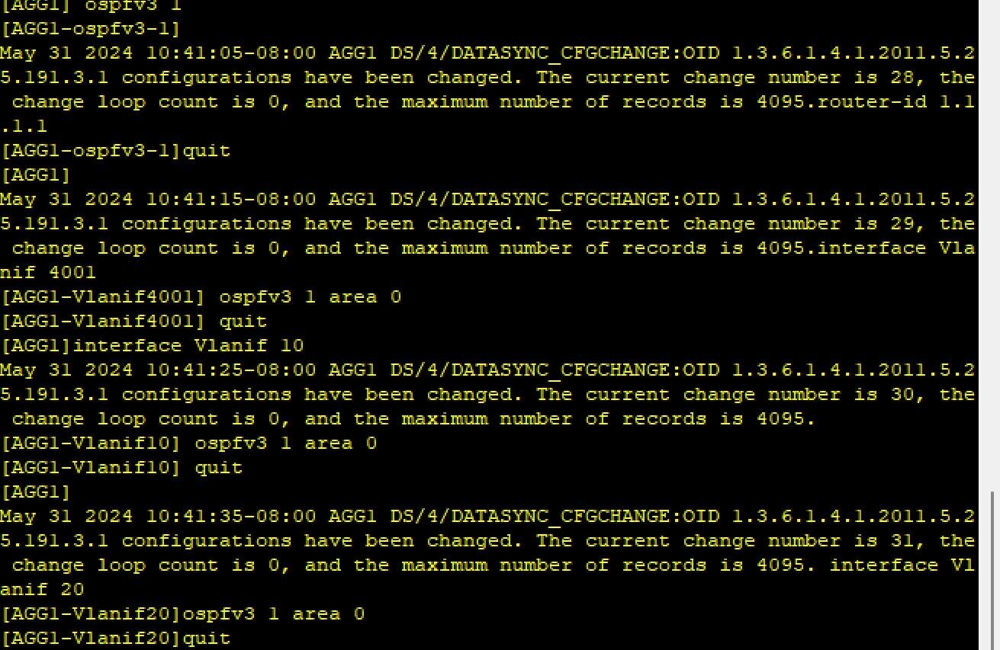 [AGG1] ospfv3 1
[AGG1-ospfv3-1]
May 31 2024 10:41:05-08:00 AGG1 DS/4/DATASYNC_CFGCHANGE:OID 1.3.6.1.4.1.2011.5.2
5.191.3.1 configurations have been changed. The current change number is 28, the
 change loop count is 0, and the maximum number of records is 4095.router-id 1.1
.1.1
[AGG1-ospfv3-1]quit
[AGG1]
May 31 2024 10:41:15-08:00 AGG1 DS/4/DATASYNC_CFGCHANGE:OID 1.3.6.1.4.1.2011.5.2
5.191.3.1 configurations have been changed. The current change number is 29, the
 change loop count is 0, and the maximum number of records is 4095.interface Vla
nif 4001
[AGG1-Vlanif4001] ospfv3 1 area 0
[AGG1-Vlanif4001] quit
[AGG1]interface Vlanif 10
May 31 2024 10:41:25-08:00 AGG1 DS/4/DATASYNC_CFGCHANGE:OID 1.3.6.1.4.1.2011.5.2
5.191.3.1 configurations have been changed. The current change number is 30, the
 change loop count is 0, and the maximum number of records is 4095.
[AGG1-Vlanif10] ospfv3 1 area 0
[AGG1-Vlanif10] quit
[AGG1]
May 31 2024 10:41:35-08:00 AGG1 DS/4/DATASYNC_CFGCHANGE:OID 1.3.6.1.4.1.2011.5.2
5.191.3.1 configurations have been changed. The current change number is 31, the
 change loop count is 0, and the maximum number of records is 4095. interface Vl
anif 20
[AGG1-Vlanif20]ospfv3 1 area 0
[AGG1-Vlanif20]quit